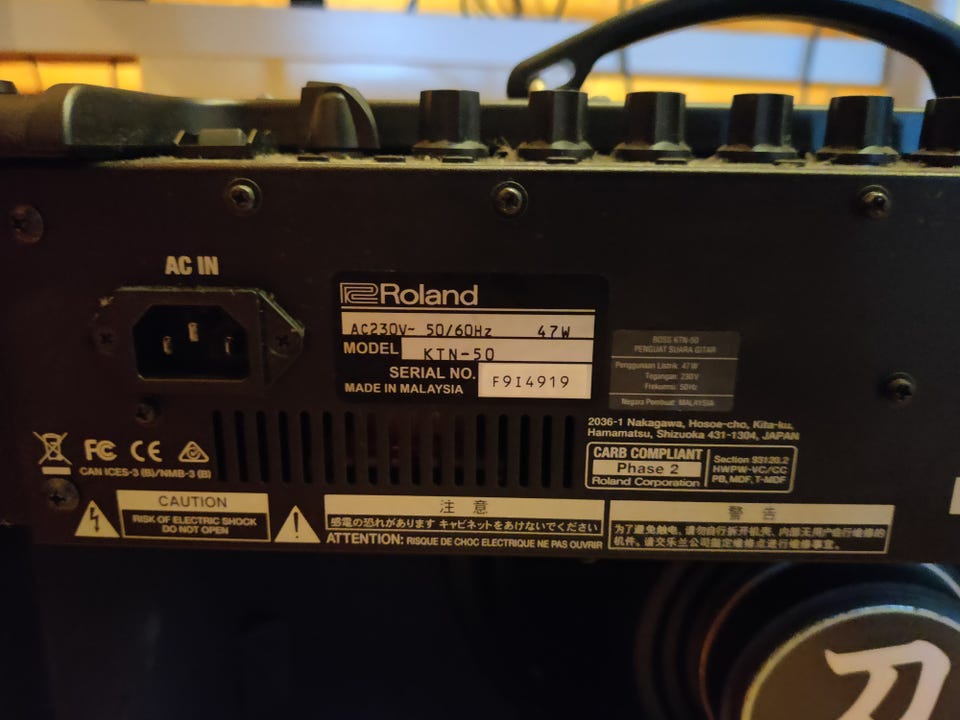 AC IN
Roland
AC230V~ 50/60Hz 47W
MODEL KTN-50
SERIAL NO. F9I4919
MADE IN MALAYSIA
BOSS KTN-50
PENGUAT SUARA GITAR
Penggunaan Listrik: 47 W
Tegangan: 230V
Frekuensi: 50Hz
Negara Pembuat: MALAYSIA
2036-1 Nakagawa, Hosoe-cho, Kita-ku,
Hamamatsu, Shizuoka 431-1304, JAPAN
FC CE
CAN ICES-3 (B)/NMB-3 (B)
CARB COMPLIANT
Phase 2
Roland Corporation
Section 93120.2
HWPW-VC/CC
PB, MDF, T-MDF
CAUTION
RISK OF ELECTRIC SHOCK
DO NOT OPEN
注意
感電の恐れがあります キャビネットをあけないでください
ATTENTION: RISQUE DE CHOC ELECTRIQUE NE PAS OUVRIR
警告
为了避免触电, 请勿自行拆开机关, 内部无用户自行维修的
机件。请交乐兰公司指定维修点进行维修事宜。
刀